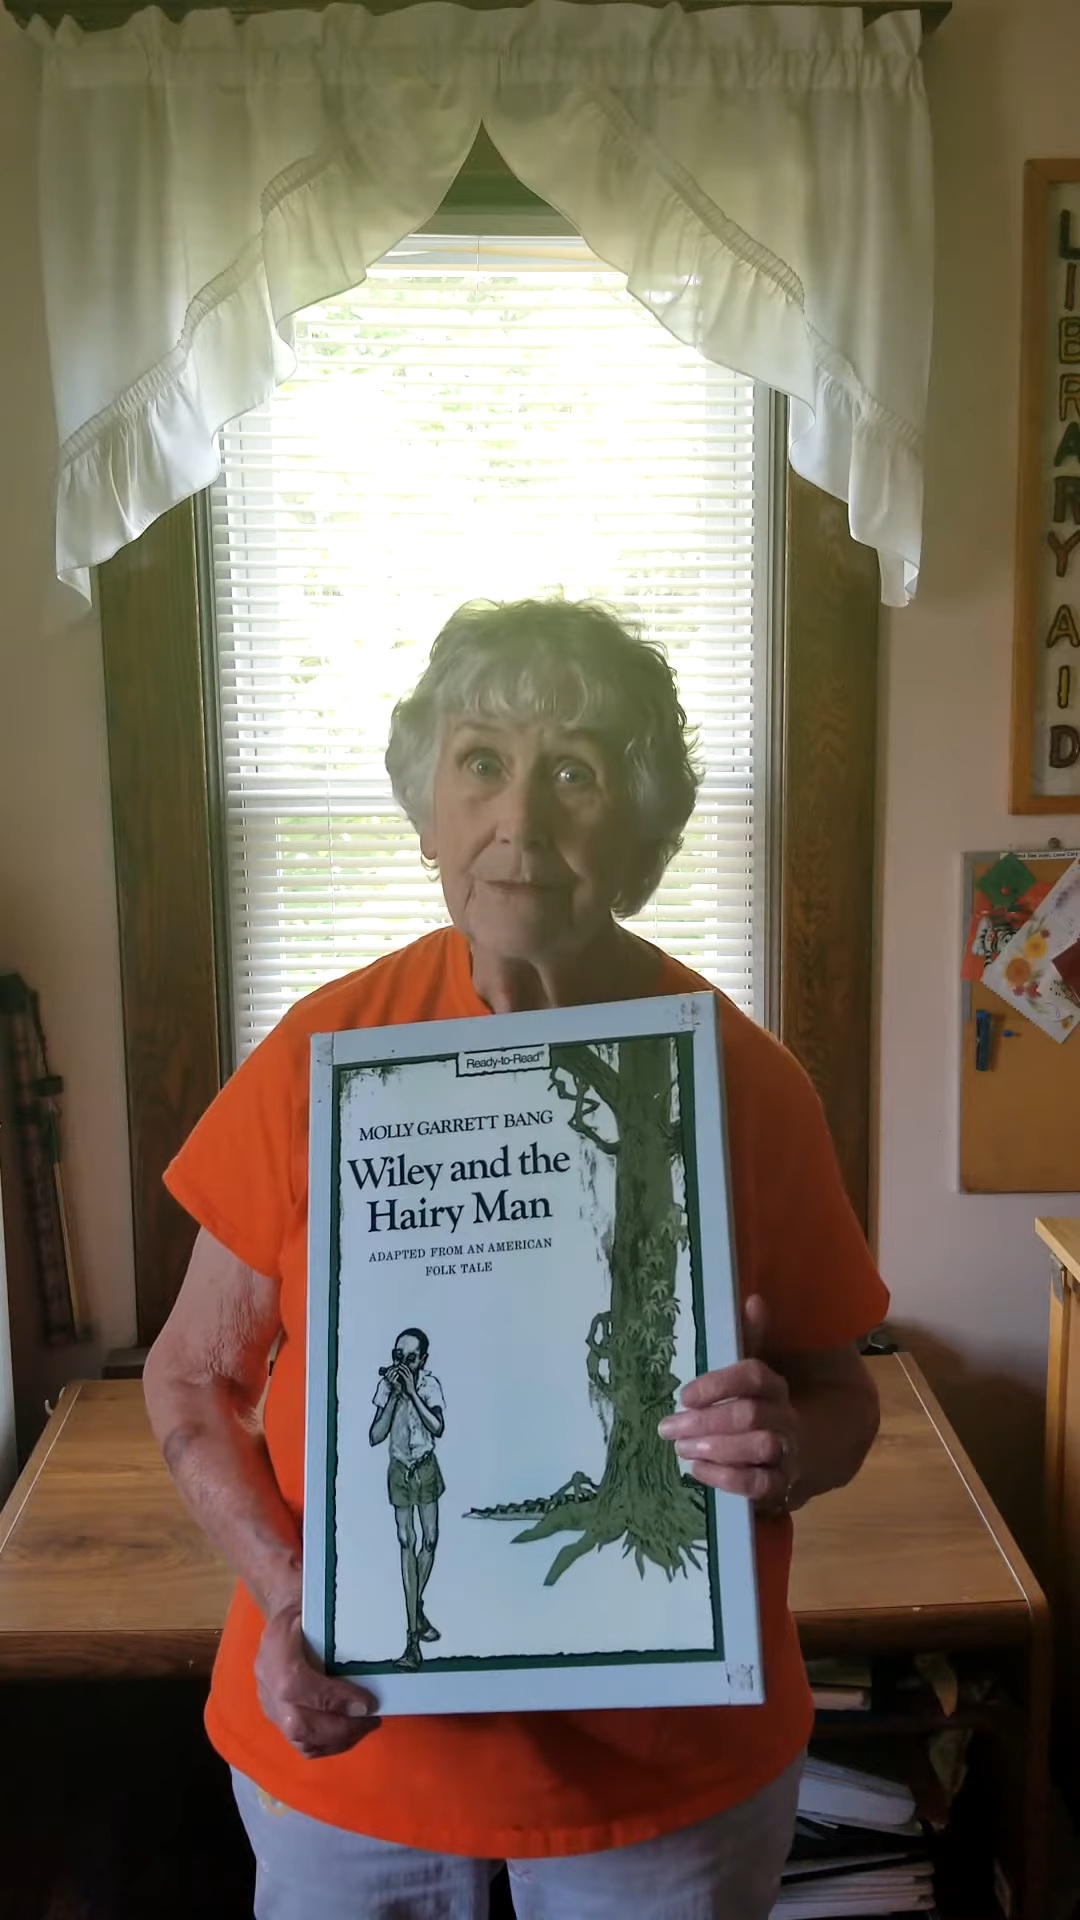 Ready-to-Read®
MOLLY GARRETT BANG
Wiley and the
Hairy Man
ADAPTED FROM AN AMERICAN
FOLK TALE
LIBRARY AID